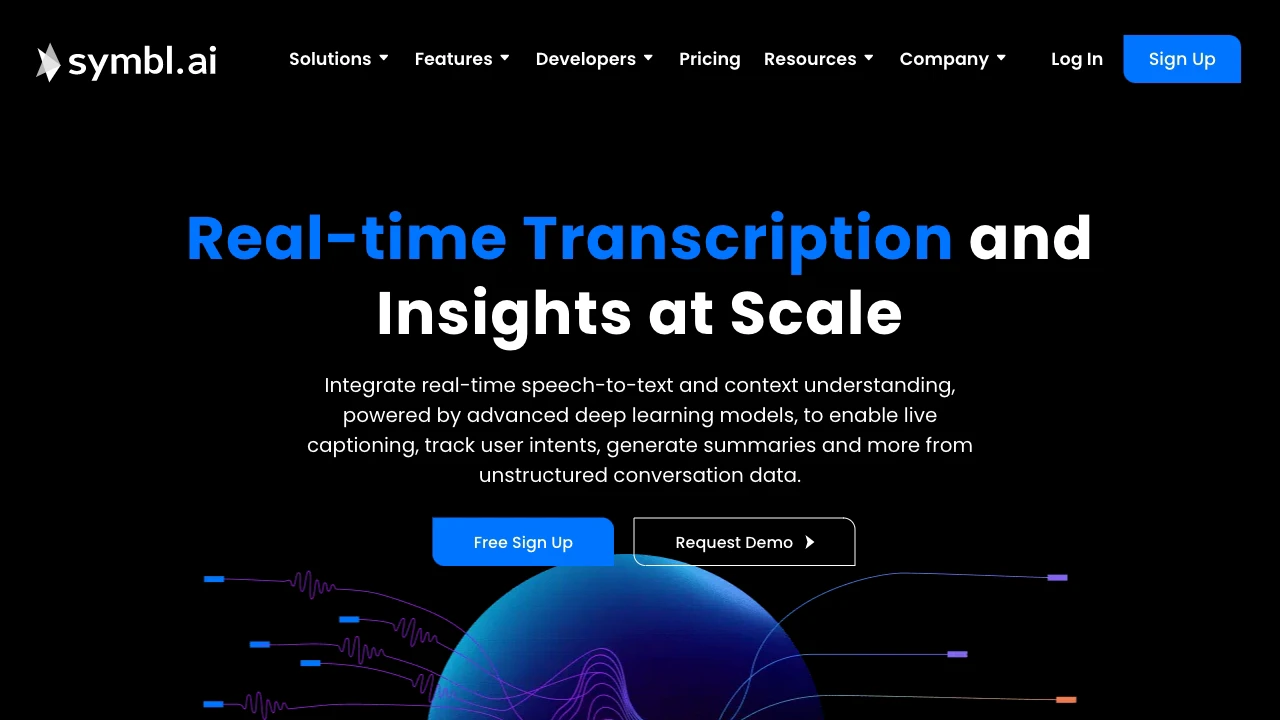 symbl.ai
Solutions
Features
Developers
Pricing
Resources
Company
Log In
Sign Up
Real-time Transcription and
Insights at Scale
Integrate real-time speech-to-text and context understanding,
powered by advanced deep learning models, to enable live
captioning, track user intents, generate summaries and more from
unstructured conversation data.
Free Sign Up
Request Demo